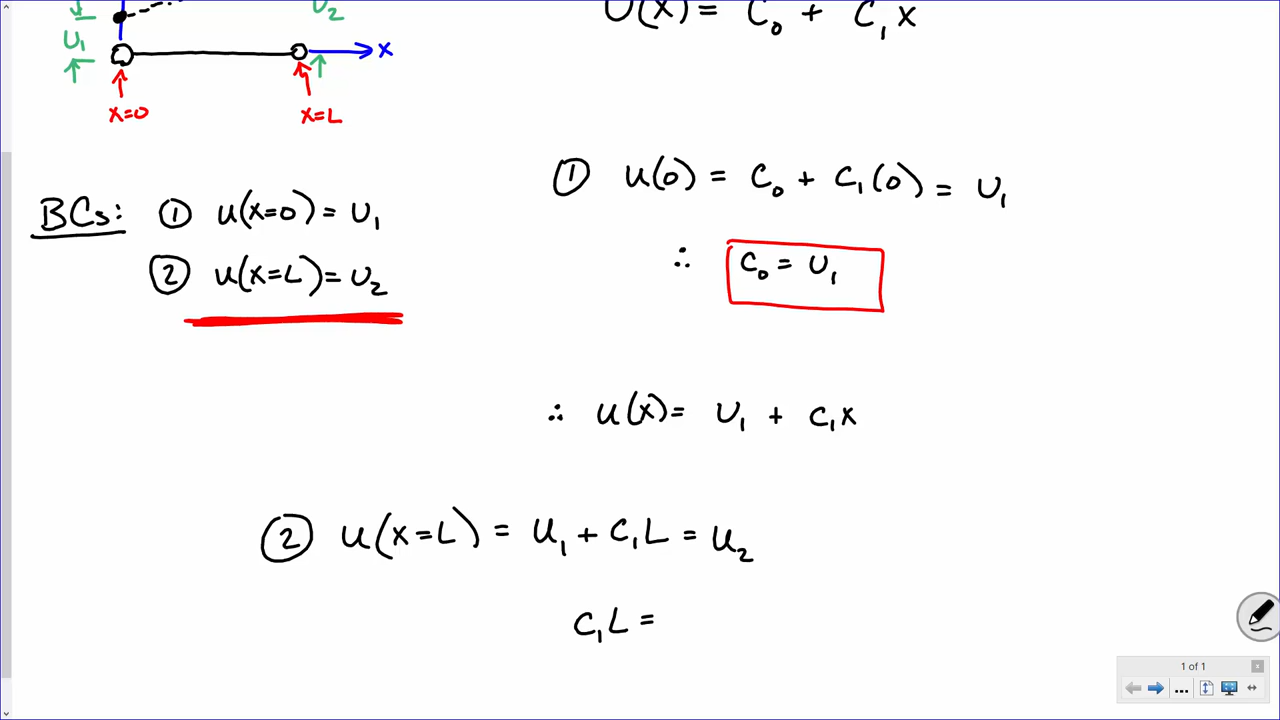 U₂
U(x) = C₀ + C₁x
U₁
x
x=0
x=L
BCs: ① u(x=0) = U₁
② u(x=L) = U₂
① u(0) = C₀ + C₁(0) = U₁
∴ C₀ = U₁
∴ u(x) = U₁ + C₁x
② u(x=L) = U₁ + C₁L = U₂
C₁L =
1 of 1